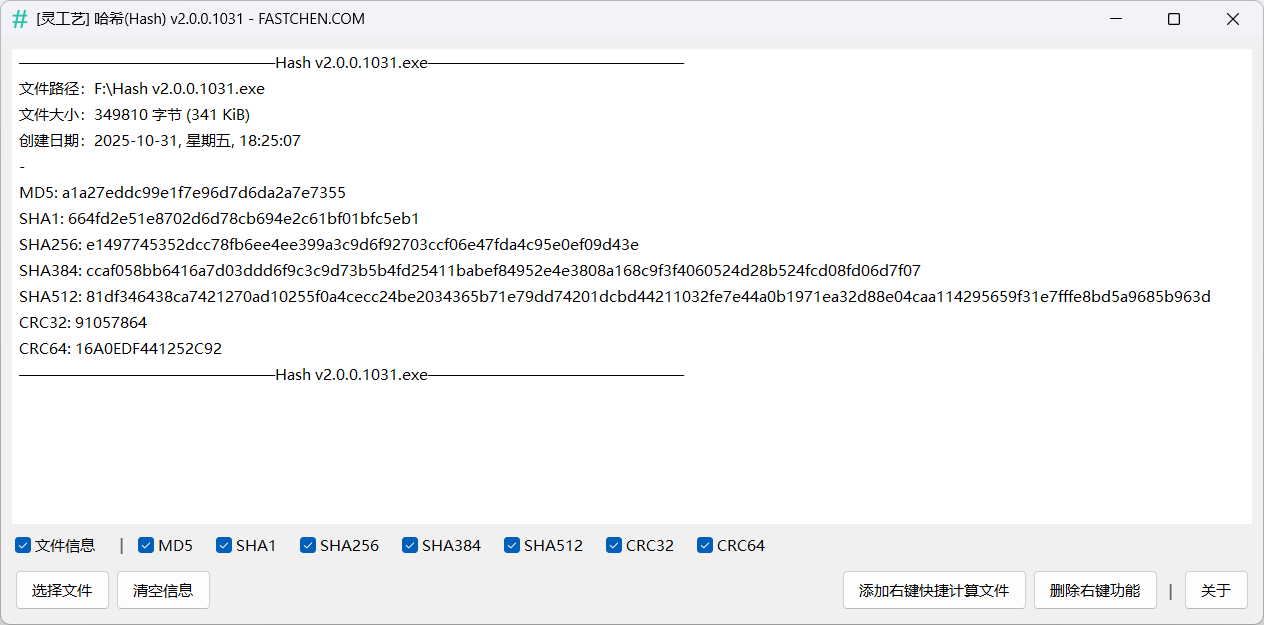 [灵工艺] 哈希(Hash) v2.0.0.1031 - FASTCHEN.COM
————————————————Hash v2.0.0.1031.exe————————————————
文件路径：F:\Hash v2.0.0.1031.exe
文件大小：349810 字节 (341 KiB)
创建日期：2025-10-31, 星期五, 18:25:07
-
MD5: a1a27eddc99e1f7e96d7d6da2a7e7355
SHA1: 664fd2e51e8702d6d78cb694e2c61bf01bfc5eb1
SHA256: e1497745352dcc78fb6ee4ee399a3c9d6f92703ccf06e47fda4c95e0ef09d43e
SHA384: ccaf058bb6416a7d03ddd6f9c3c9d73b5b4fd25411babef84952e4e3808a168c9f3f4060524d28b524fcd08fd06d7f07
SHA512: 81df346438ca7421270ad10255f0a4cecc24be2034365b71e79dd74201dcbd44211032fe7e44a0b1971ea32d88e04caa114295659f31e7fffe8bd5a9685b963d
CRC32: 91057864
CRC64: 16A0EDF441252C92
————————————————Hash v2.0.0.1031.exe————————————————
文件信息 | MD5 SHA1 SHA256 SHA384 SHA512 CRC32 CRC64
选择文件 清空信息 添加右键快捷计算文件 删除右键功能 | 关于